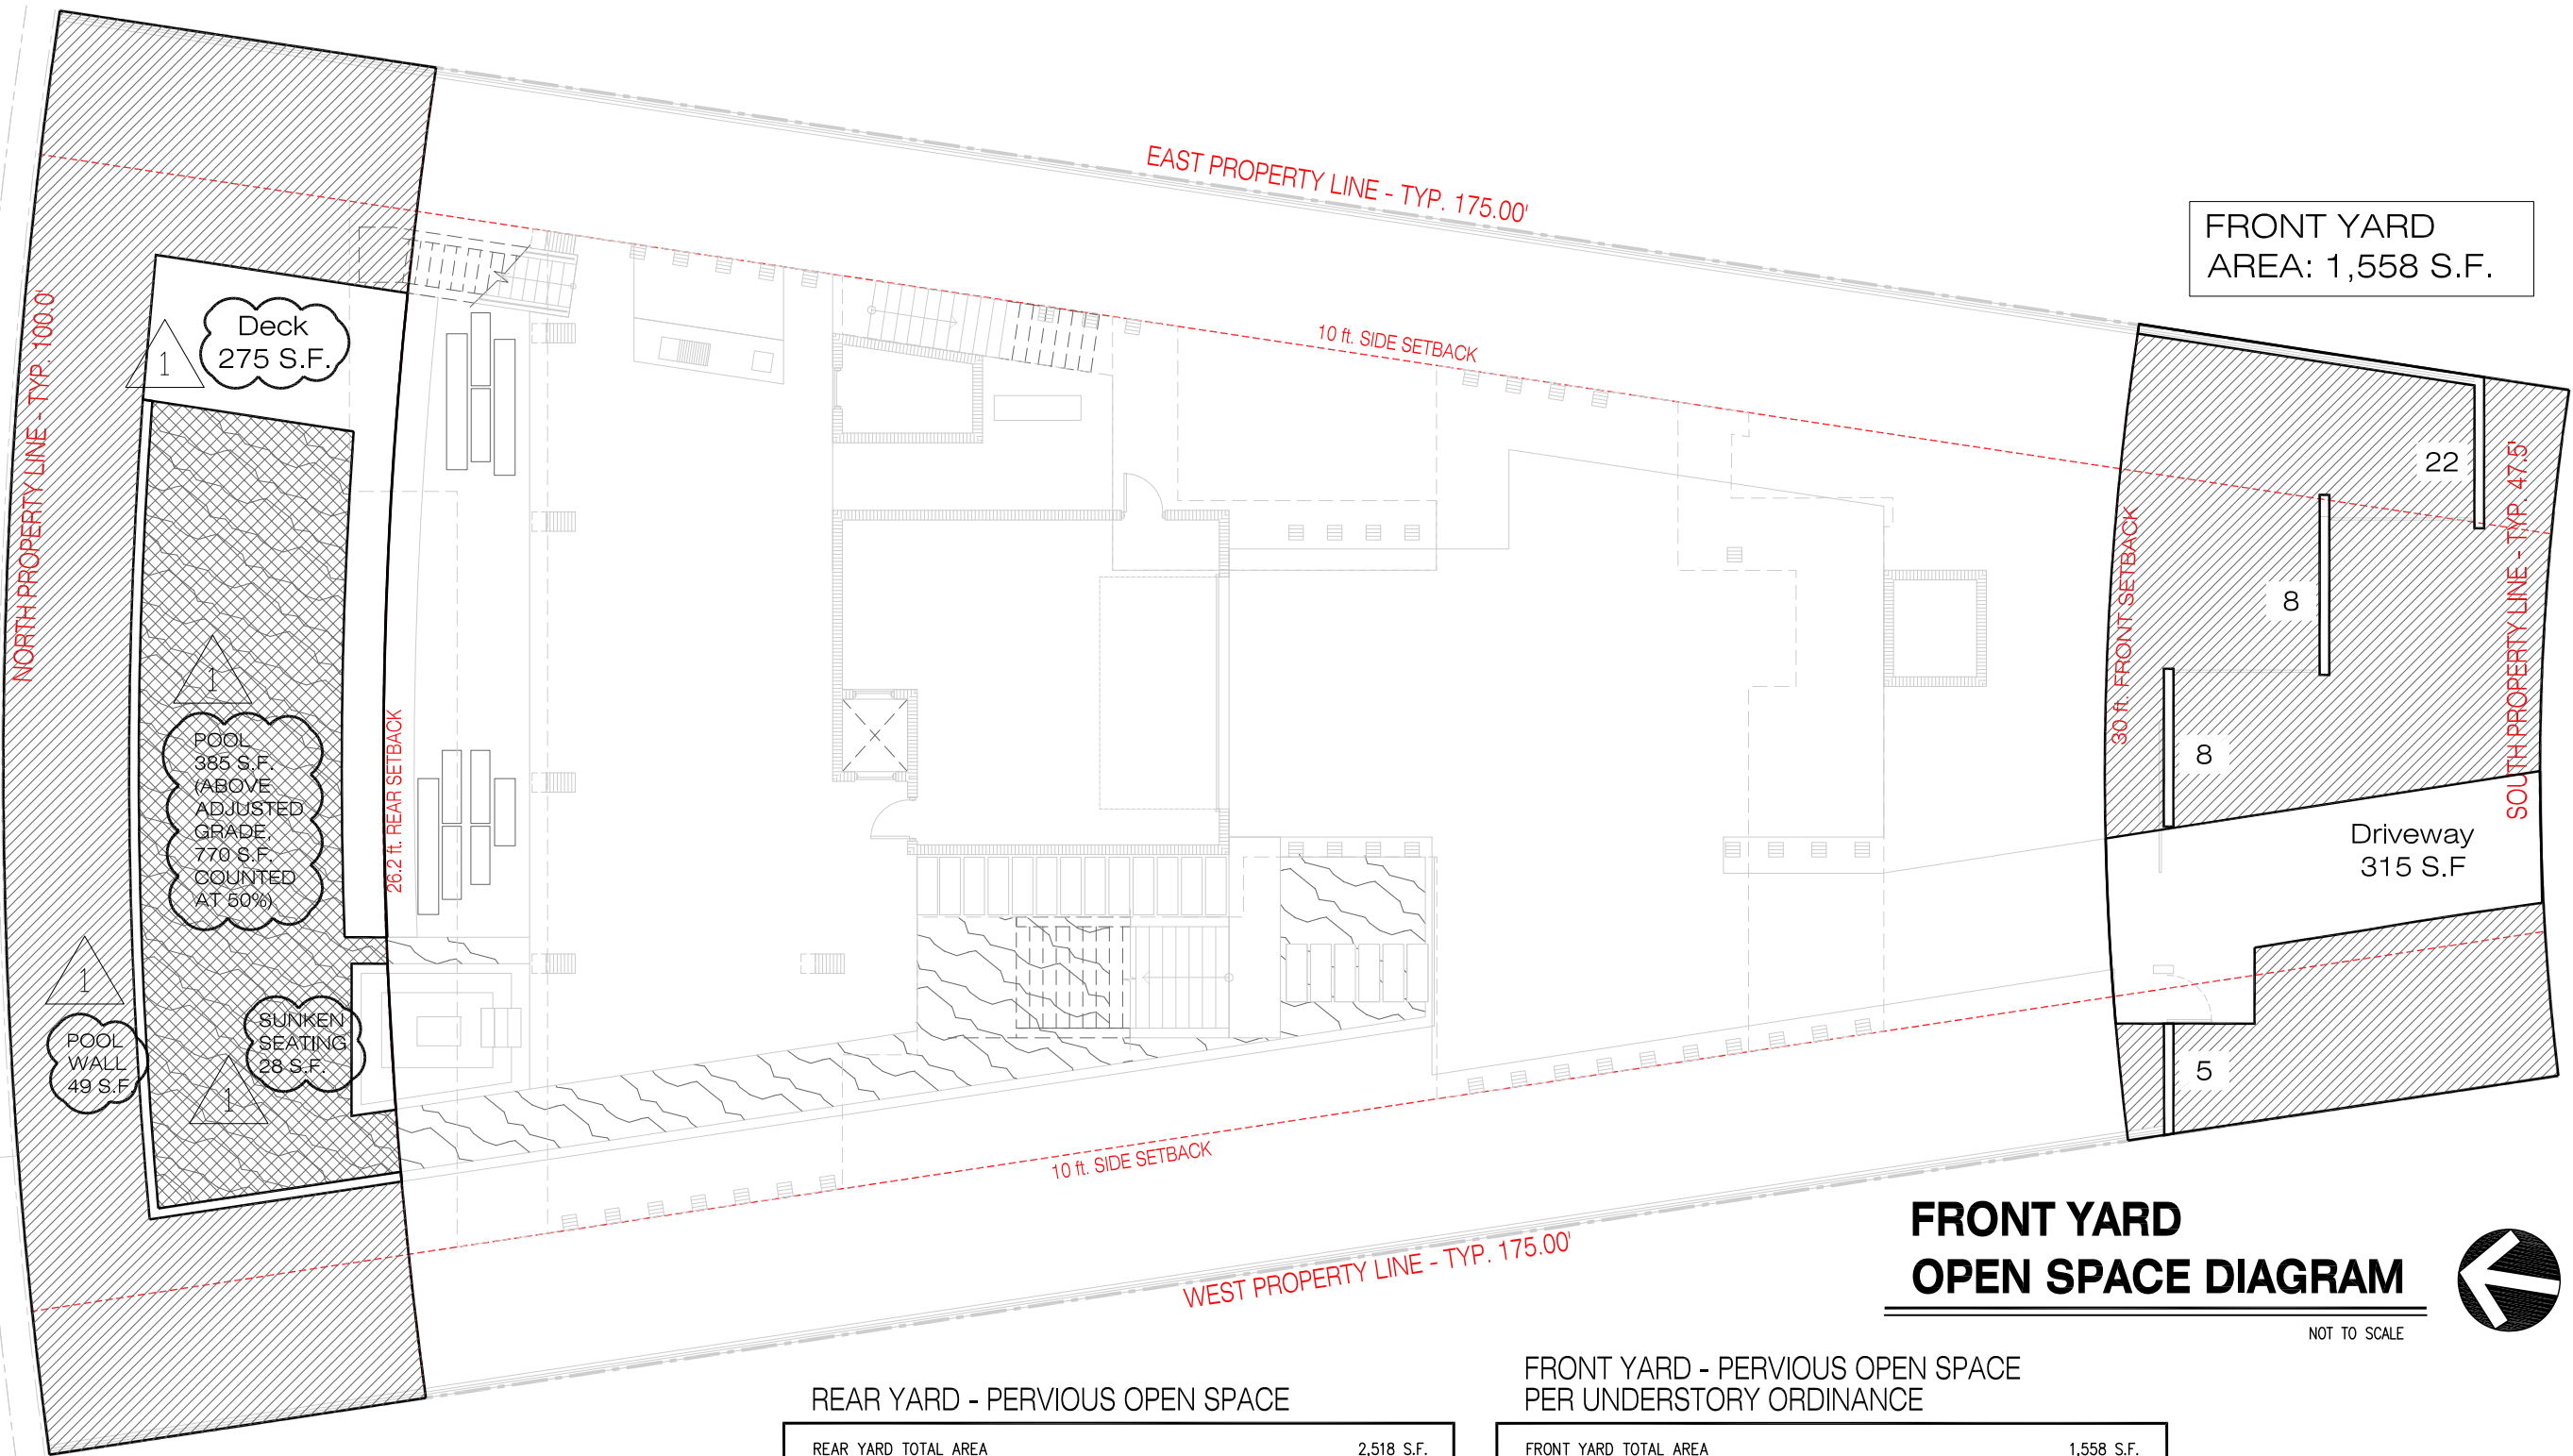 EAST PROPERTY LINE - TYP. 175.00'
FRONT YARD
AREA: 1,558 S.F.
NORTH PROPERTY LINE - TYP. 100.0'
Deck
275 S.F.
1
10 ft. SIDE SETBACK
22
SOUTH PROPERTY LINE - TYP. 47.5'
30 ft. FRONT SETBACK
8
1
26.2 ft. REAR SETBACK
POOL
385 S.F.
(ABOVE
ADJUSTED
GRADE,
770 S.F.
COUNTED
AT 50%)
8
Driveway
315 S.F
1
POOL
WALL
49 S.F
SUNKEN
SEATING
28 S.F.
1
5
10 ft. SIDE SETBACK
WEST PROPERTY LINE - TYP. 175.00'
FRONT YARD
OPEN SPACE DIAGRAM
NOT TO SCALE
REAR YARD - PERVIOUS OPEN SPACE
REAR YARD TOTAL AREA 2,518 S.F.
FRONT YARD - PERVIOUS OPEN SPACE
PER UNDERSTORY ORDINANCE
FRONT YARD TOTAL AREA 1,558 S.F.